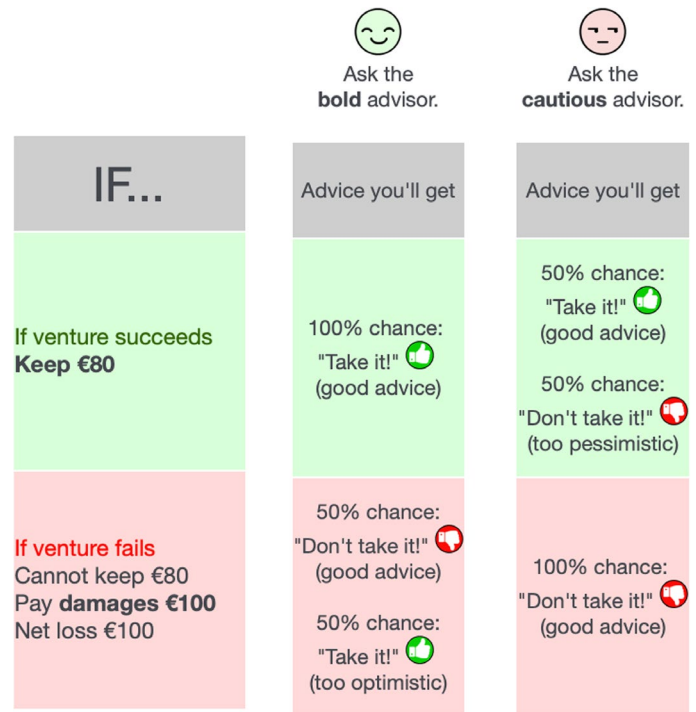 Ask the
bold advisor.
Ask the
cautious advisor.
IF...
Advice you'll get
Advice you'll get
If venture succeeds
Keep €80
100% chance:
"Take it!"
(good advice)
50% chance:
"Take it!"
(good advice)
50% chance:
"Don't take it!"
(too pessimistic)
If venture fails
Cannot keep €80
Pay damages €100
Net loss €100
50% chance:
"Don't take it!"
(good advice)
50% chance:
"Take it!"
(too optimistic)
100% chance:
"Don't take it!"
(good advice)